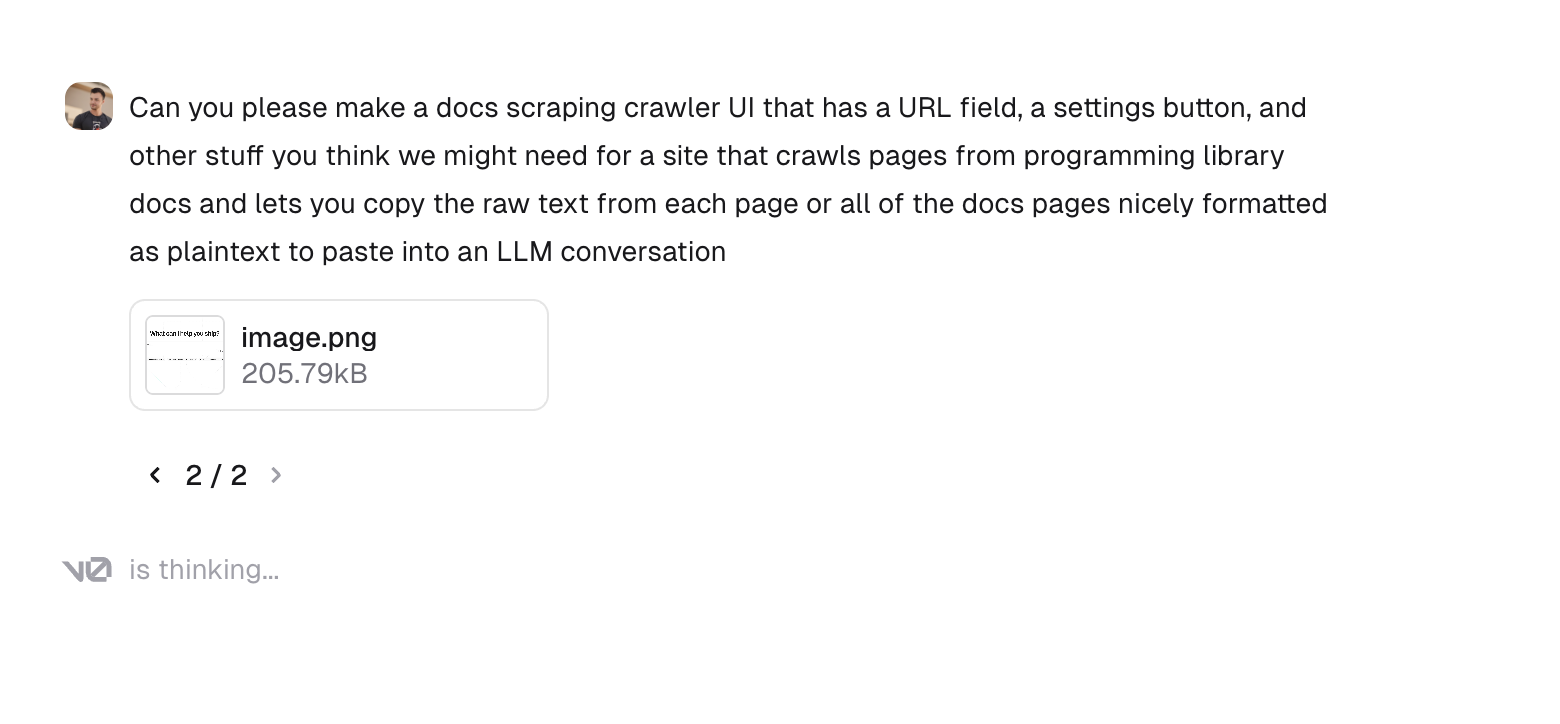 Can you please make a docs scraping crawler UI that has a URL field, a settings button, and
other stuff you think we might need for a site that crawls pages from programming library
docs and lets you copy the raw text from each page or all of the docs pages nicely formatted
as plaintext to paste into an LLM conversation
What can I help you ship?
image.png
205.79kB
2 / 2
v0 is thinking...